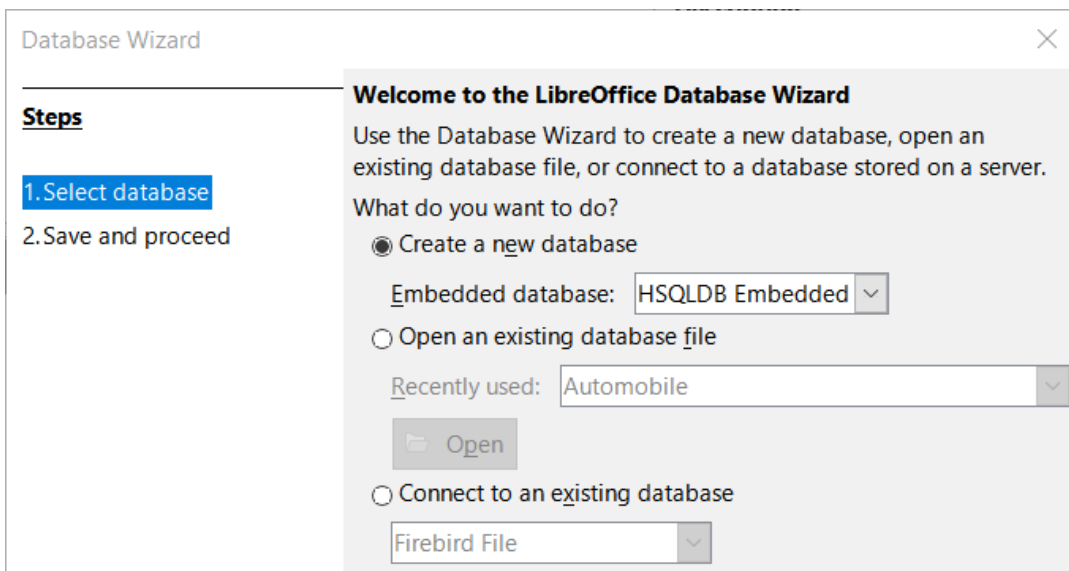 Database Wizard
Steps
1.Select database
2.Save and proceed
Welcome to the LibreOffice Database Wizard
Use the Database Wizard to create a new database, open an
existing database file, or connect to a database stored on a server.
What do you want to do?
Create a new database
Embedded database: HSQLDB Embedded
Open an existing database file
Recently used: Automobile
Open
Connect to an existing database
Firebird File